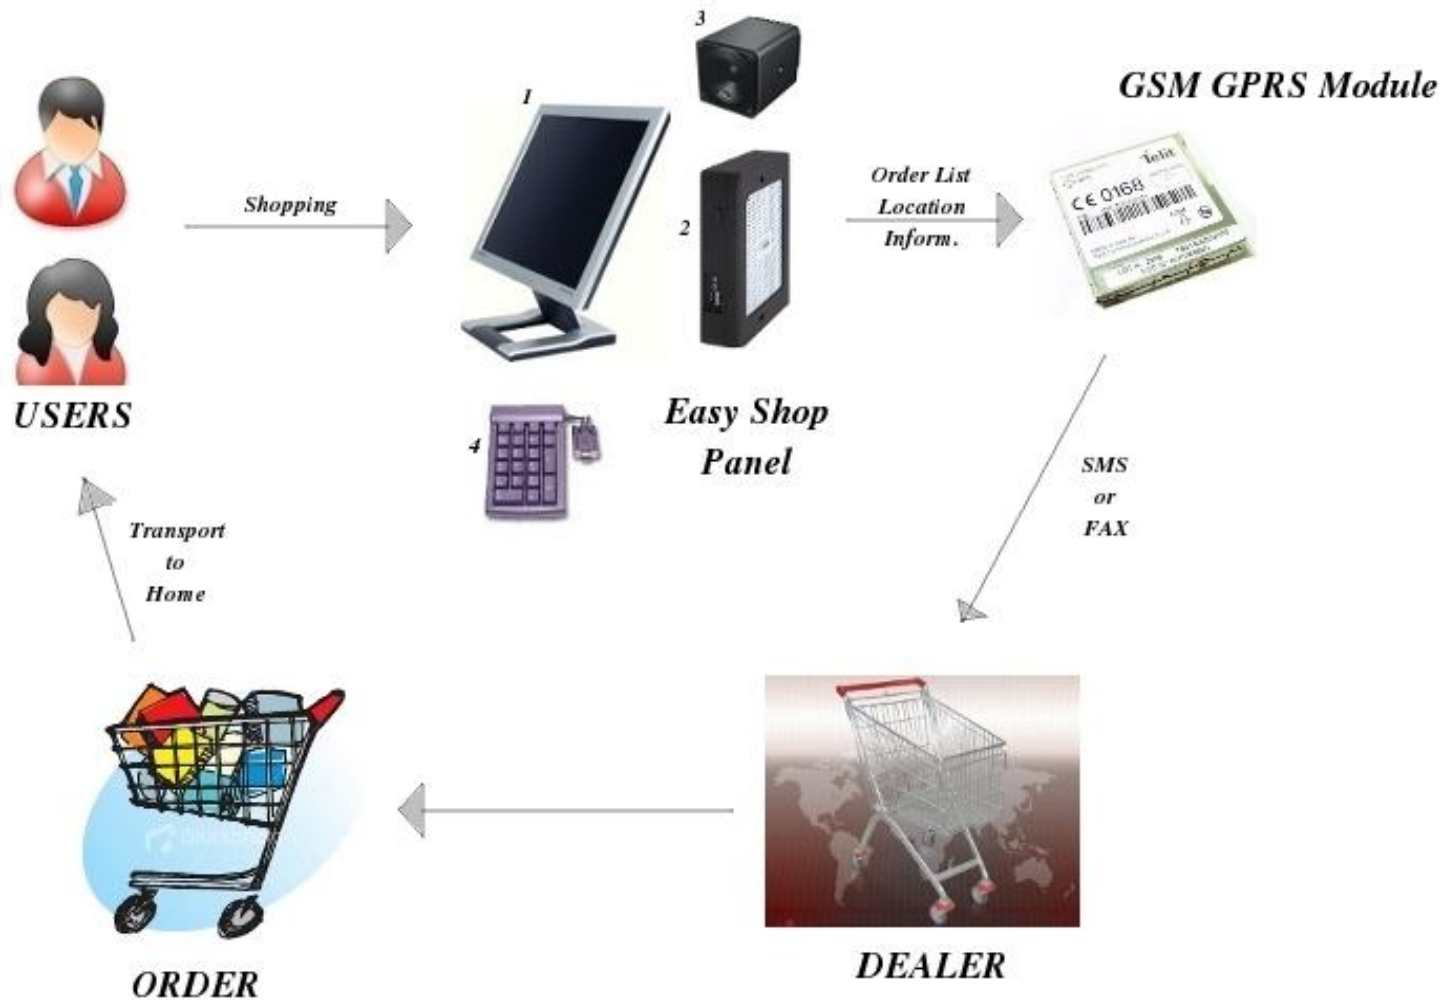 3
GSM GPRS Module
1
Telit
CE 0168
Order List
Location
Inform.
Shopping
2
USERS
Easy Shop
Panel
4
SMS
or
FAX
Transport
to
Home
ORDER
DEALER